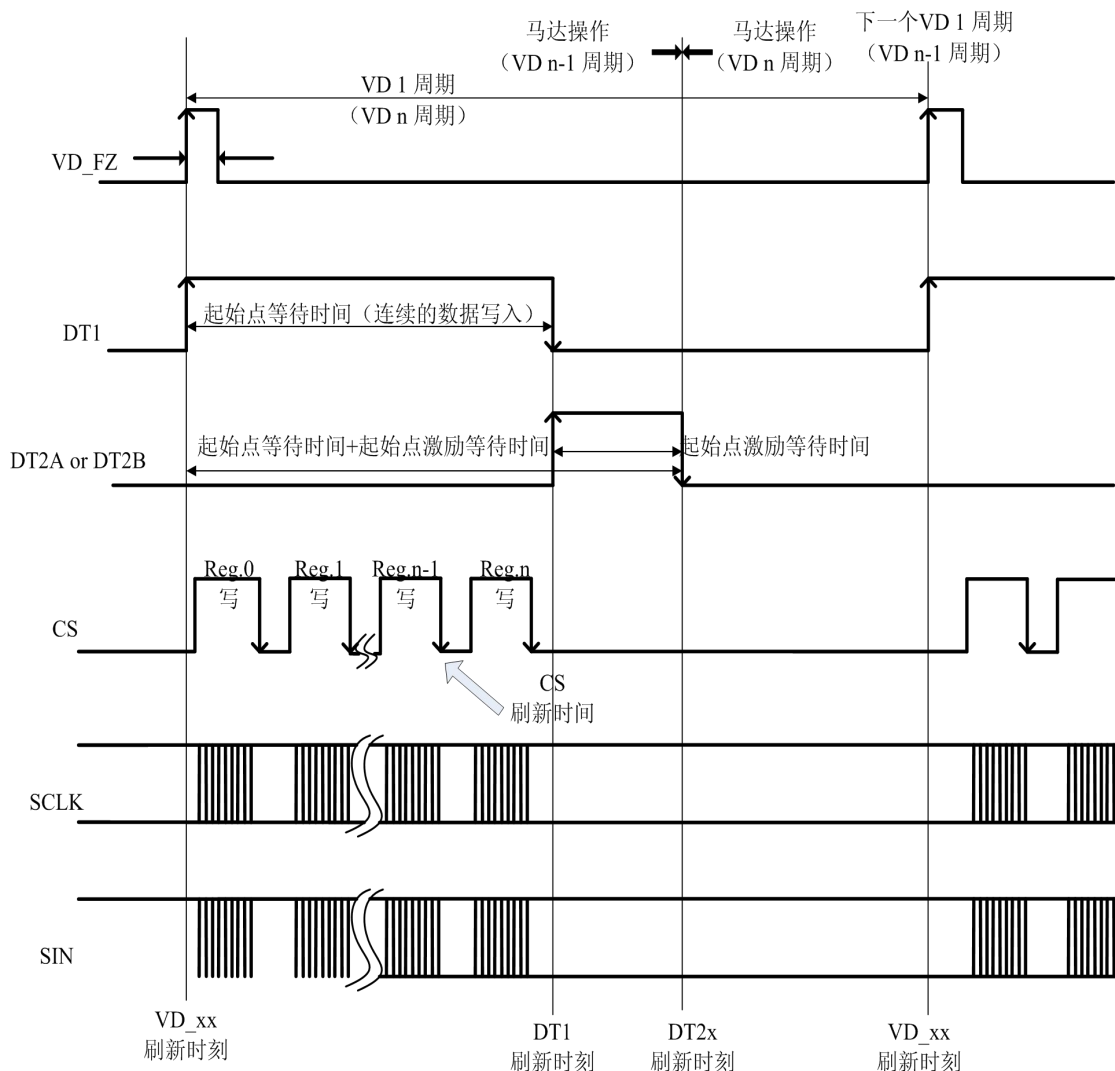 马达操作
（VD n-1 周期）
马达操作
（VD n 周期）
下一个VD 1 周期
（VD n-1 周期）
VD 1 周期
（VD n 周期）
VD_FZ
起始点等待时间（连续的数据写入）
DT1
起始点等待时间+起始点激励等待时间
起始点激励等待时间
DT2A or DT2B
Reg.0
写
Reg.1
写
Reg.n-1
写
Reg.n
写
CS
CS
刷新时间
SCLK
SIN
VD_xx
刷新时刻
DT1
刷新时刻
DT2x
刷新时刻
VD_xx
刷新时刻